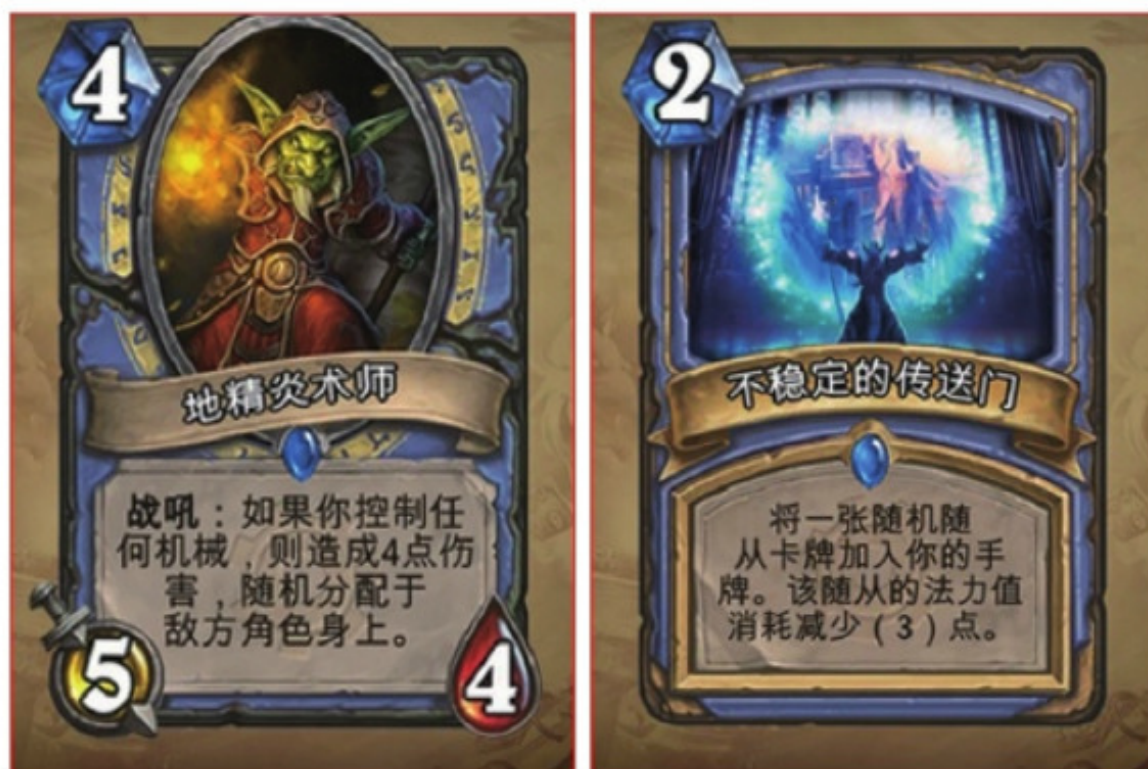 4
地精炎术师
战吼：如果你控制任
何机械，则造成4点伤
害，随机分配于
敌方角色身上。
5
4
2
不稳定的传送门
将一张随机随
从卡牌加入你的手
牌。该随从的法力值
消耗减少（3）点。